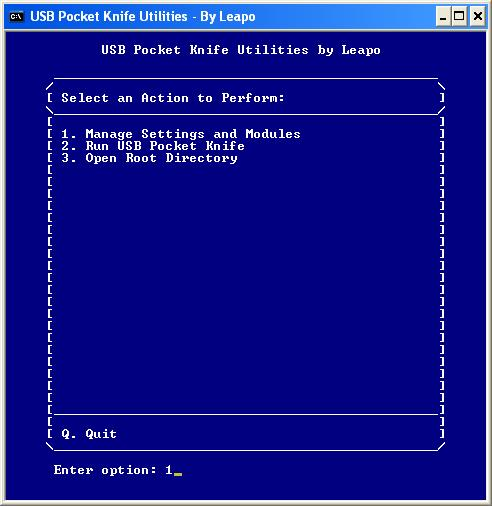 USB Pocket Knife Utilities - By Leapo
USB Pocket Knife Utilities by Leapo
Select an Action to Perform:
1. Manage Settings and Modules
2. Run USB Pocket Knife
3. Open Root Directory
Q. Quit
Enter option: 1_